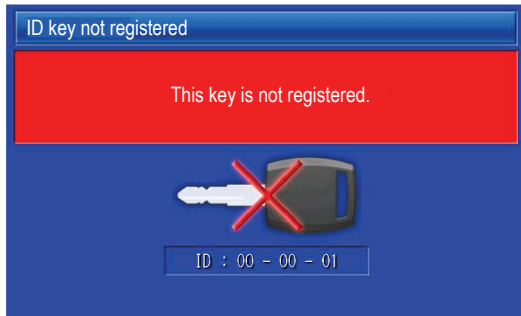 ID key not registered
This key is not registered.
ID : 00 - 00 - 01